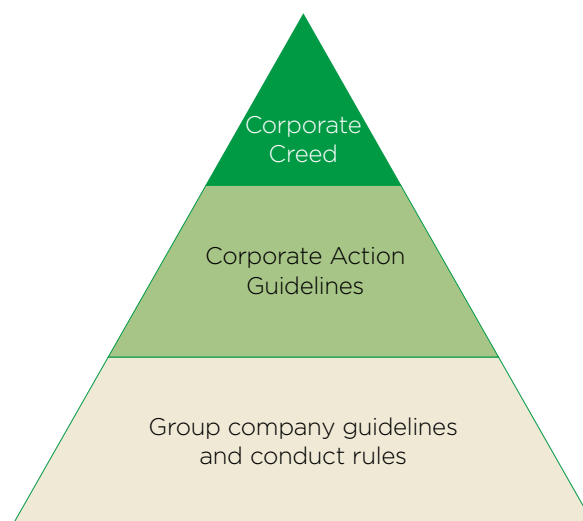 Corporate
Creed
Corporate Action
Guidelines
Group company guidelines
and conduct rules